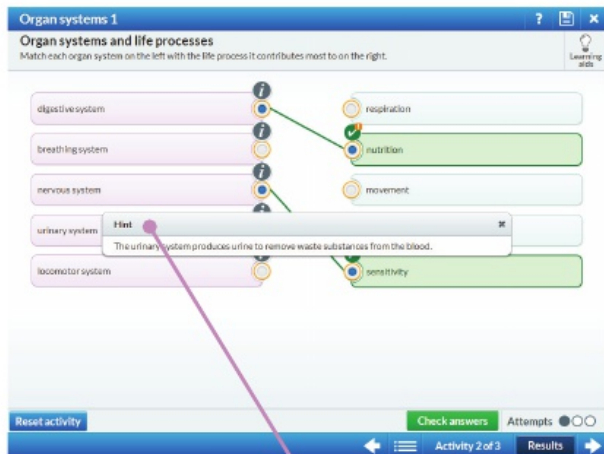 Organ systems 1
?
Organ systems and life processes
Match each organ system on the left with the life process it contributes most to on the right.
Learning aids
digestive system
respiration
breathing system
nutrition
nervous system
movement
urinary system
Hint
The urinary system produces urine to remove waste substances from the blood.
locomotor system
sensitivity
Reset activity
Check answers
Attempts
Activity 2 of 3
Results